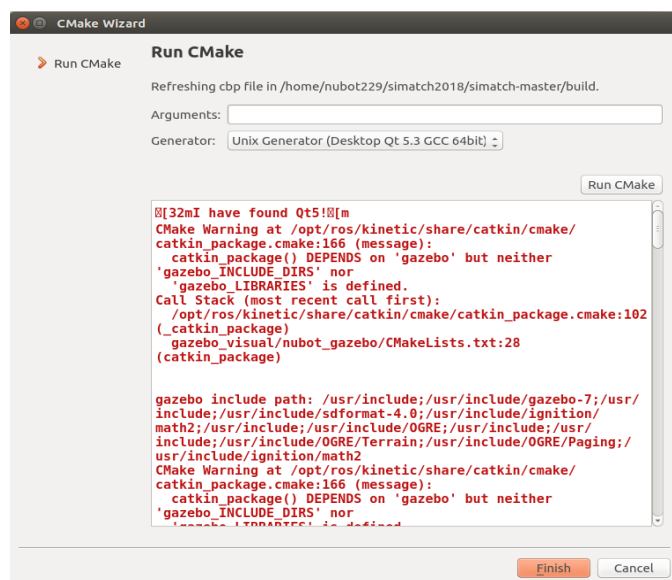 CMake Wizard
Run CMake
Run CMake
Refreshing cbp file in /home/nubot229/simatch2018/simatch-master/build.
Arguments:
Generator: Unix Generator (Desktop Qt 5.3 GCC 64bit)
Run CMake
[32mI have found Qt5![m
CMake Warning at /opt/ros/kinetic/share/catkin/cmake/
catkin_package.cmake:166 (message):
catkin_package() DEPENDS on 'gazebo' but neither
'gazebo_INCLUDE_DIRS' nor
'gazebo_LIBRARIES' is defined.
Call Stack (most recent call first):
/opt/ros/kinetic/share/catkin/cmake/catkin_package.cmake:102
(_catkin_package)
gazebo_visual/nubot_gazebo/CMakeLists.txt:28
(catkin_package)
gazebo include path: /usr/include;/usr/include/gazebo-7;/usr/
include;/usr/include/sdformat-4.0;/usr/include/ignition/
math2;/usr/include;/usr/include/OGRE;/usr/include;/usr/
include;/usr/include/OGRE/Terrain;/usr/include/OGRE/Paging;/
usr/include/ignition/math2
CMake Warning at /opt/ros/kinetic/share/catkin/cmake/
catkin_package.cmake:166 (message):
catkin_package() DEPENDS on 'gazebo' but neither
'gazebo_INCLUDE_DIRS' nor
'gazebo_LIBRARIES' is defined
Finish
Cancel